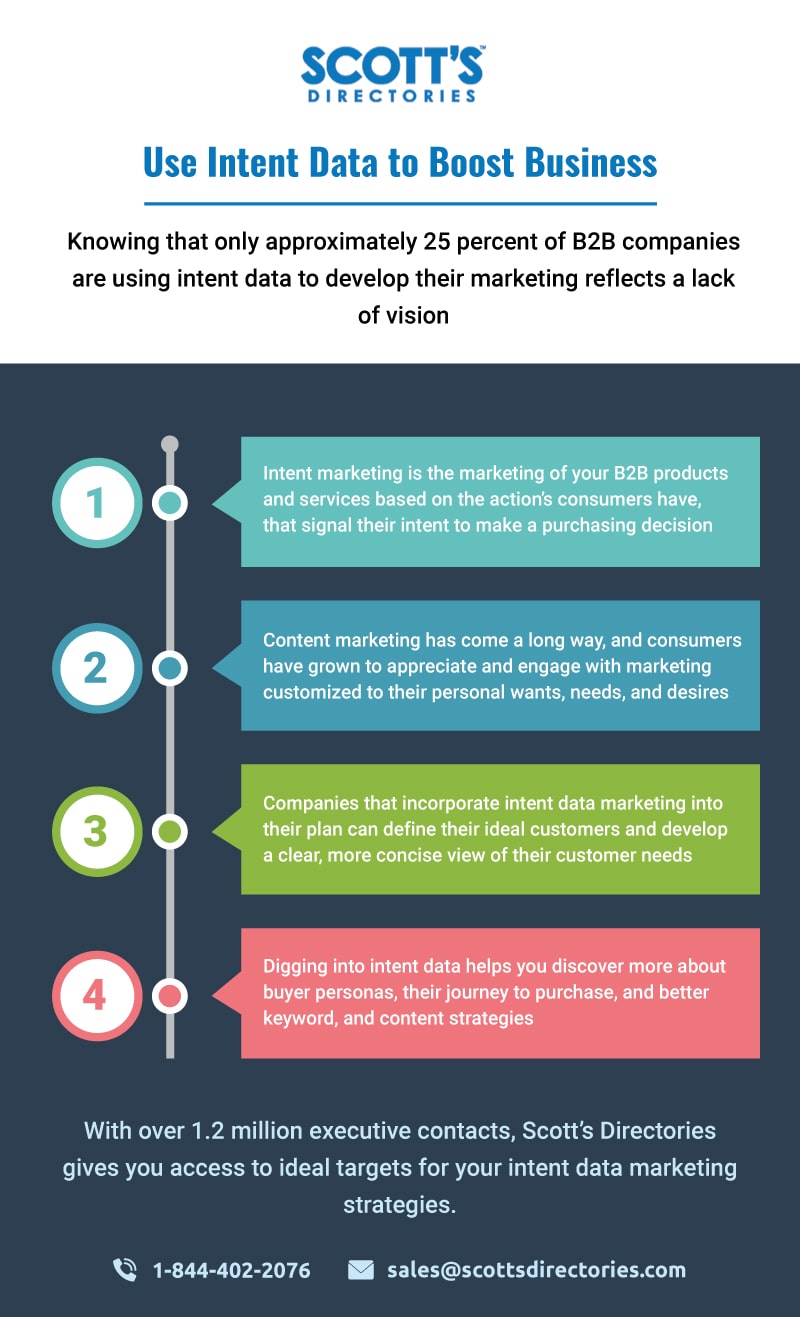 SCOTT'S™
DIRECTORIES
Use Intent Data to Boost Business
Knowing that only approximately 25 percent of B2B companies
are using intent data to develop their marketing reflects a lack
of vision
1
Intent marketing is the marketing of your B2B products
and services based on the action's consumers have,
that signal their intent to make a purchasing decision
2
Content marketing has come a long way, and consumers
have grown to appreciate and engage with marketing
customized to their personal wants, needs, and desires
3
Companies that incorporate intent data marketing into
their plan can define their ideal customers and develop
a clear, more concise view of their customer needs
4
Digging into intent data helps you discover more about
buyer personas, their journey to purchase, and better
keyword, and content strategies
With over 1.2 million executive contacts, Scott's Directories
gives you access to ideal targets for your intent data marketing
strategies.
1-844-402-2076 sales@scottsdirectories.com